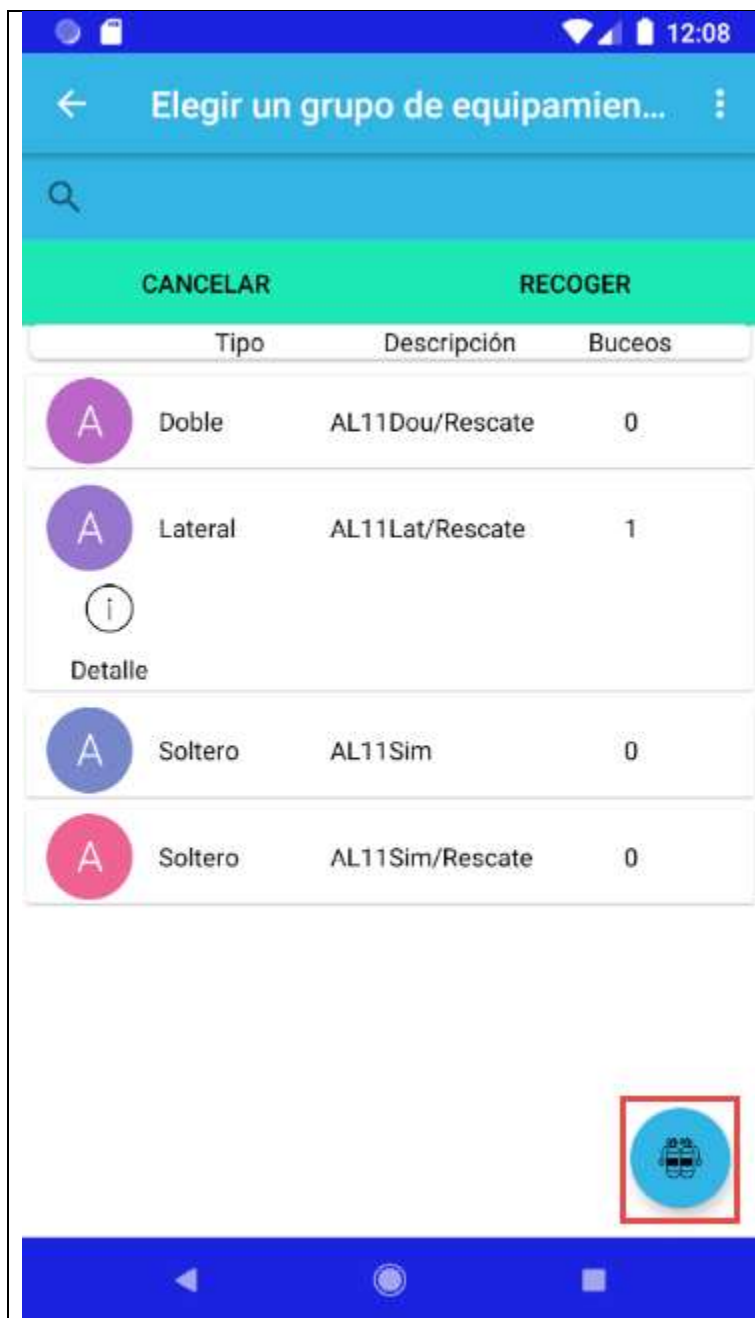 12:08
Elegir un grupo de equipamien...
CANCELAR RECOGER
Tipo Descripción Buceos
A Doble AL11Dou/Rescate 0
A Lateral AL11Lat/Rescate 1
i
Detalle
A Soltero AL11Sim 0
A Soltero AL11Sim/Rescate 0